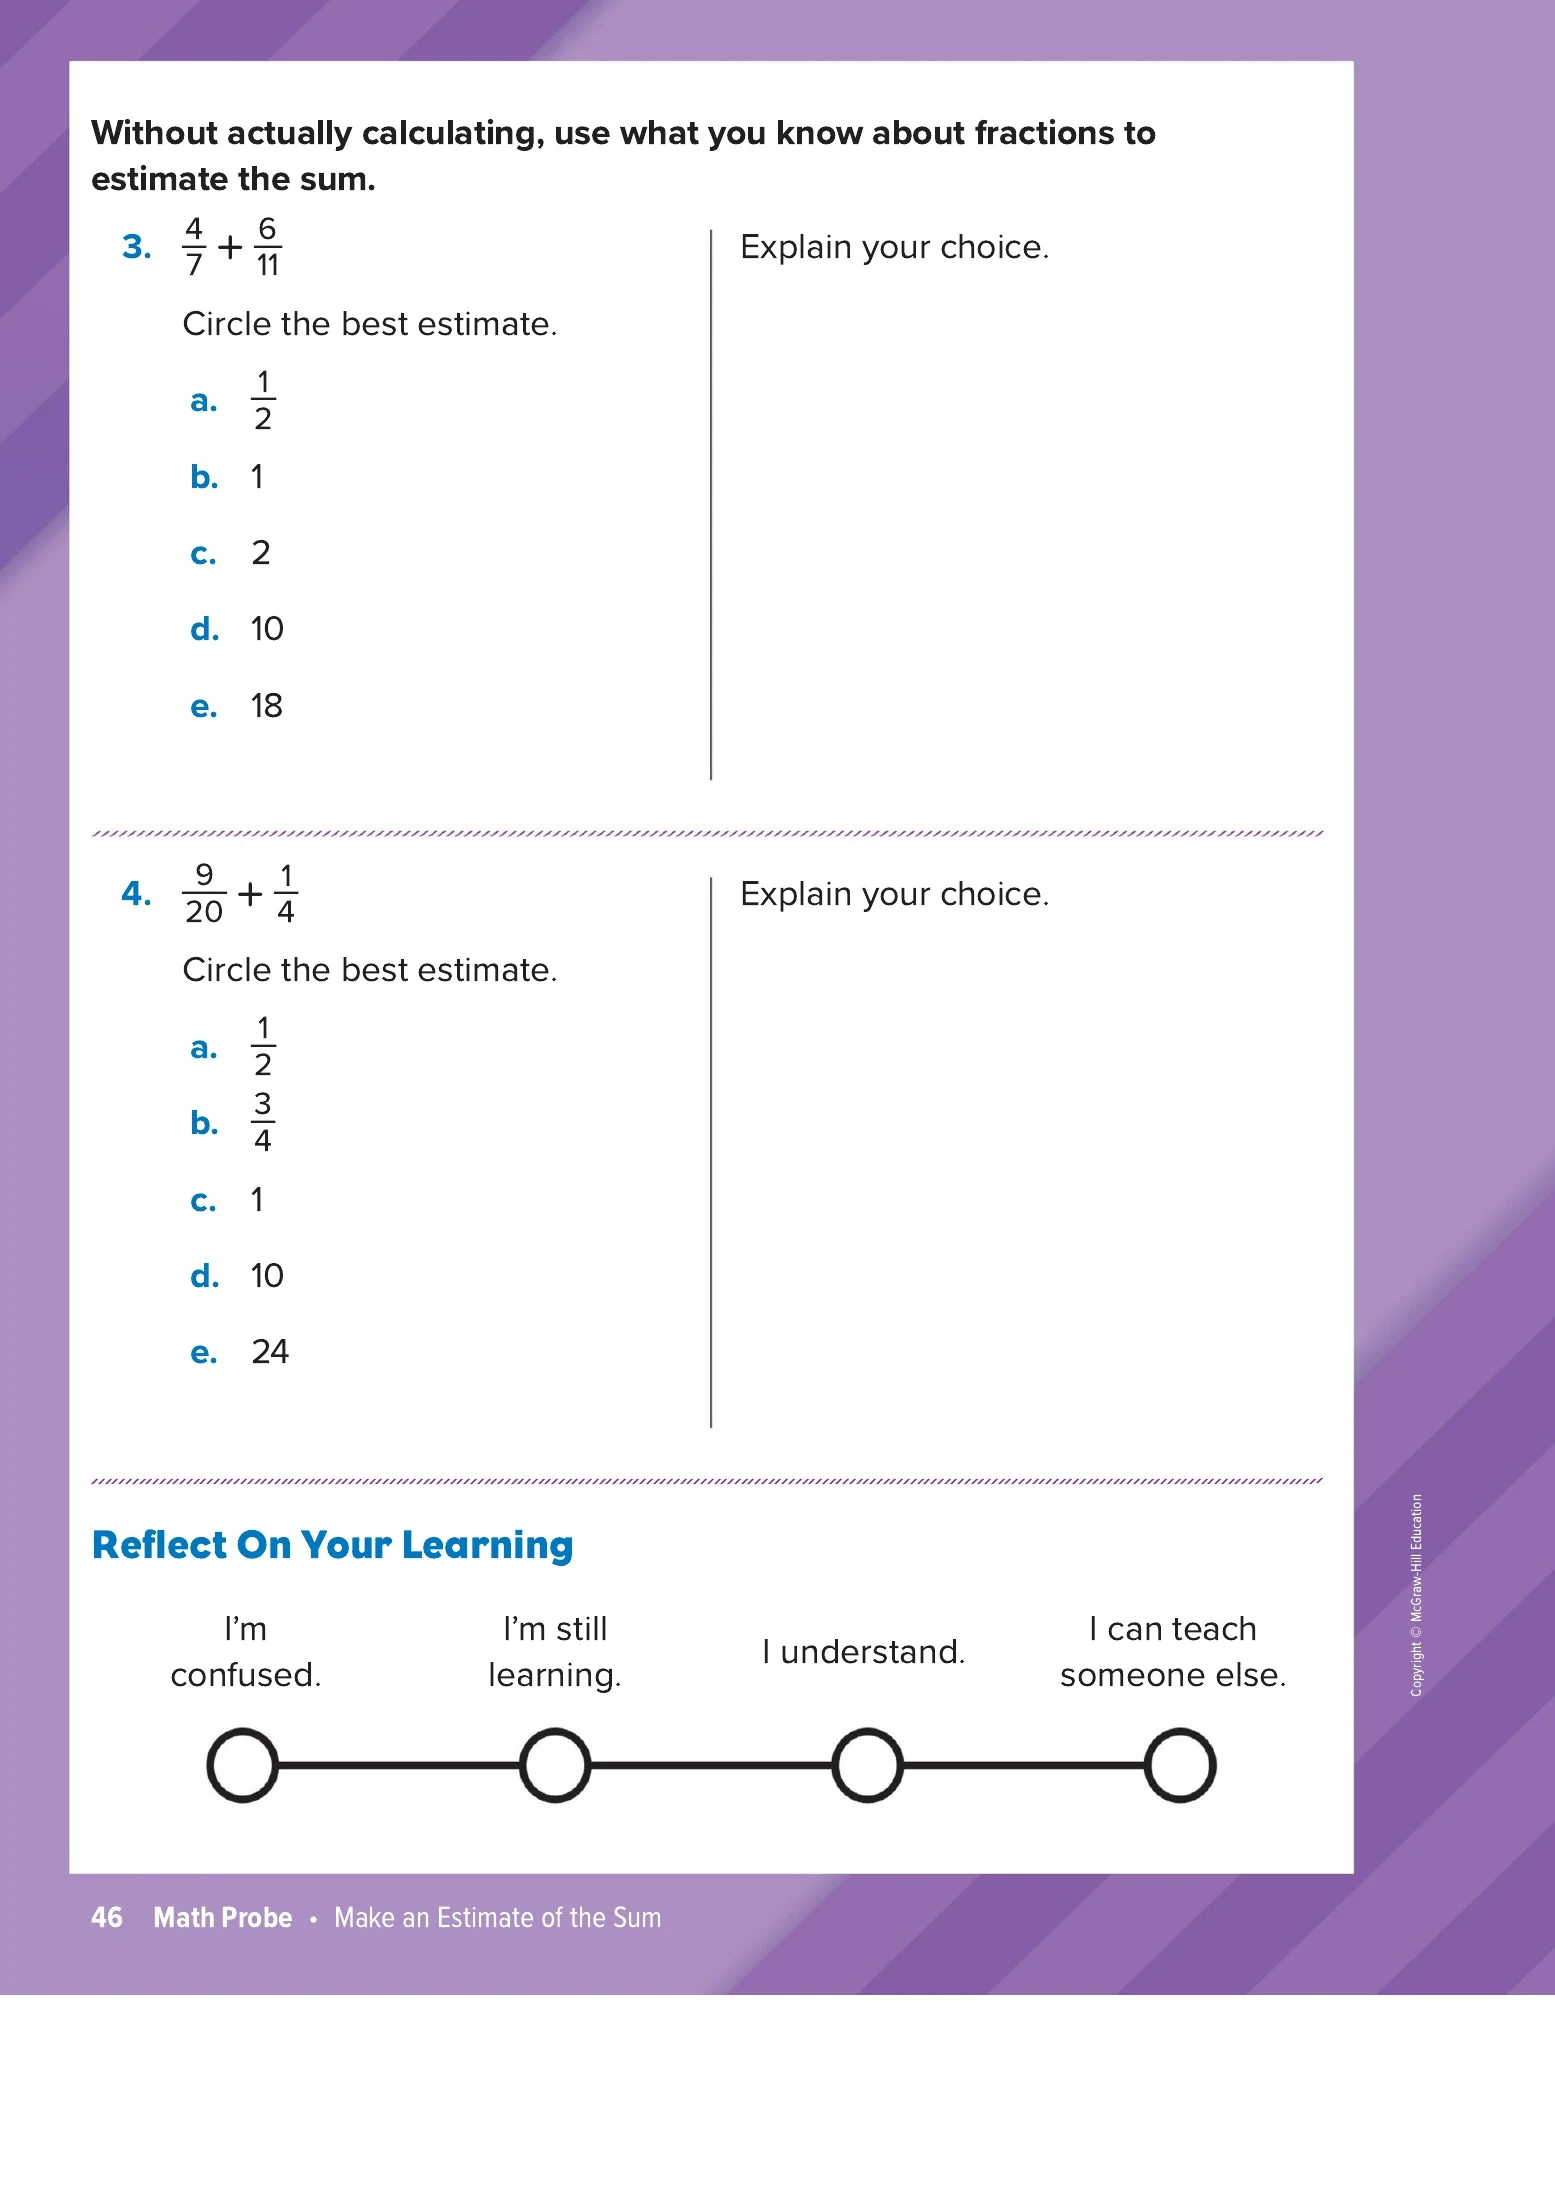 Without actually calculating, use what you know about fractions to
estimate the sum.
3. 4/7 + 6/11
Circle the best estimate.
a. 1/2
b. 1
c. 2
d. 10
e. 18
Explain your choice.
4. 9/20 + 1/4
Circle the best estimate.
a. 1/2
b. 3/4
c. 1
d. 10
e. 24
Explain your choice.
Reflect On Your Learning
I’m
confused.
I’m still
learning.
I understand.
I can teach
someone else.
Copyright © McGraw-Hill Education
46 Math Probe • Make an Estimate of the Sum